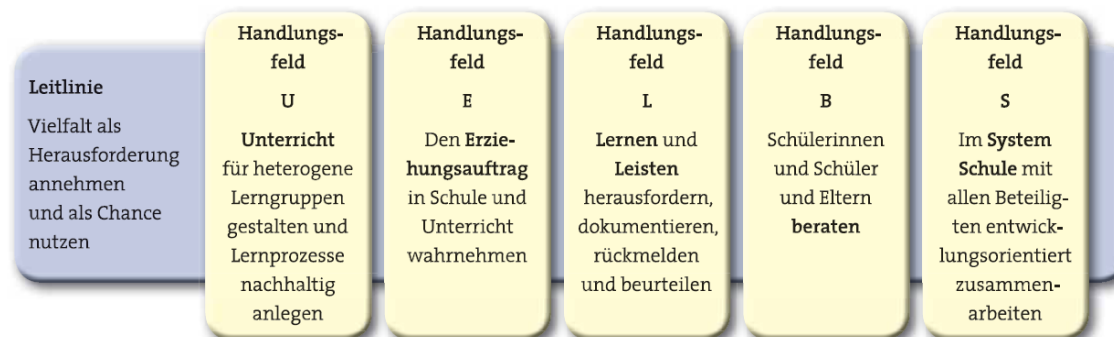 Leitlinie
Vielfalt als
Herausforderung
annehmen
und als Chance
nutzen
Handlungs-
feld
U
Unterricht
für heterogene
Lerngruppen
gestalten und
Lernprozesse
nachhaltig
anlegen
Handlungs-
feld
E
Den Erzie-
hungsauftrag
in Schule und
Unterricht
wahrnehmen
Handlungs-
feld
L
Lernen und
Leisten
herausfordern,
dokumentieren,
rückmelden
und beurteilen
Handlungs-
feld
B
Schülerinnen
und Schüler
und Eltern
beraten
Handlungs-
feld
S
Im System
Schule mit
allen Beteilig-
ten entwick-
lungsorientiert
zusammen-
arbeiten